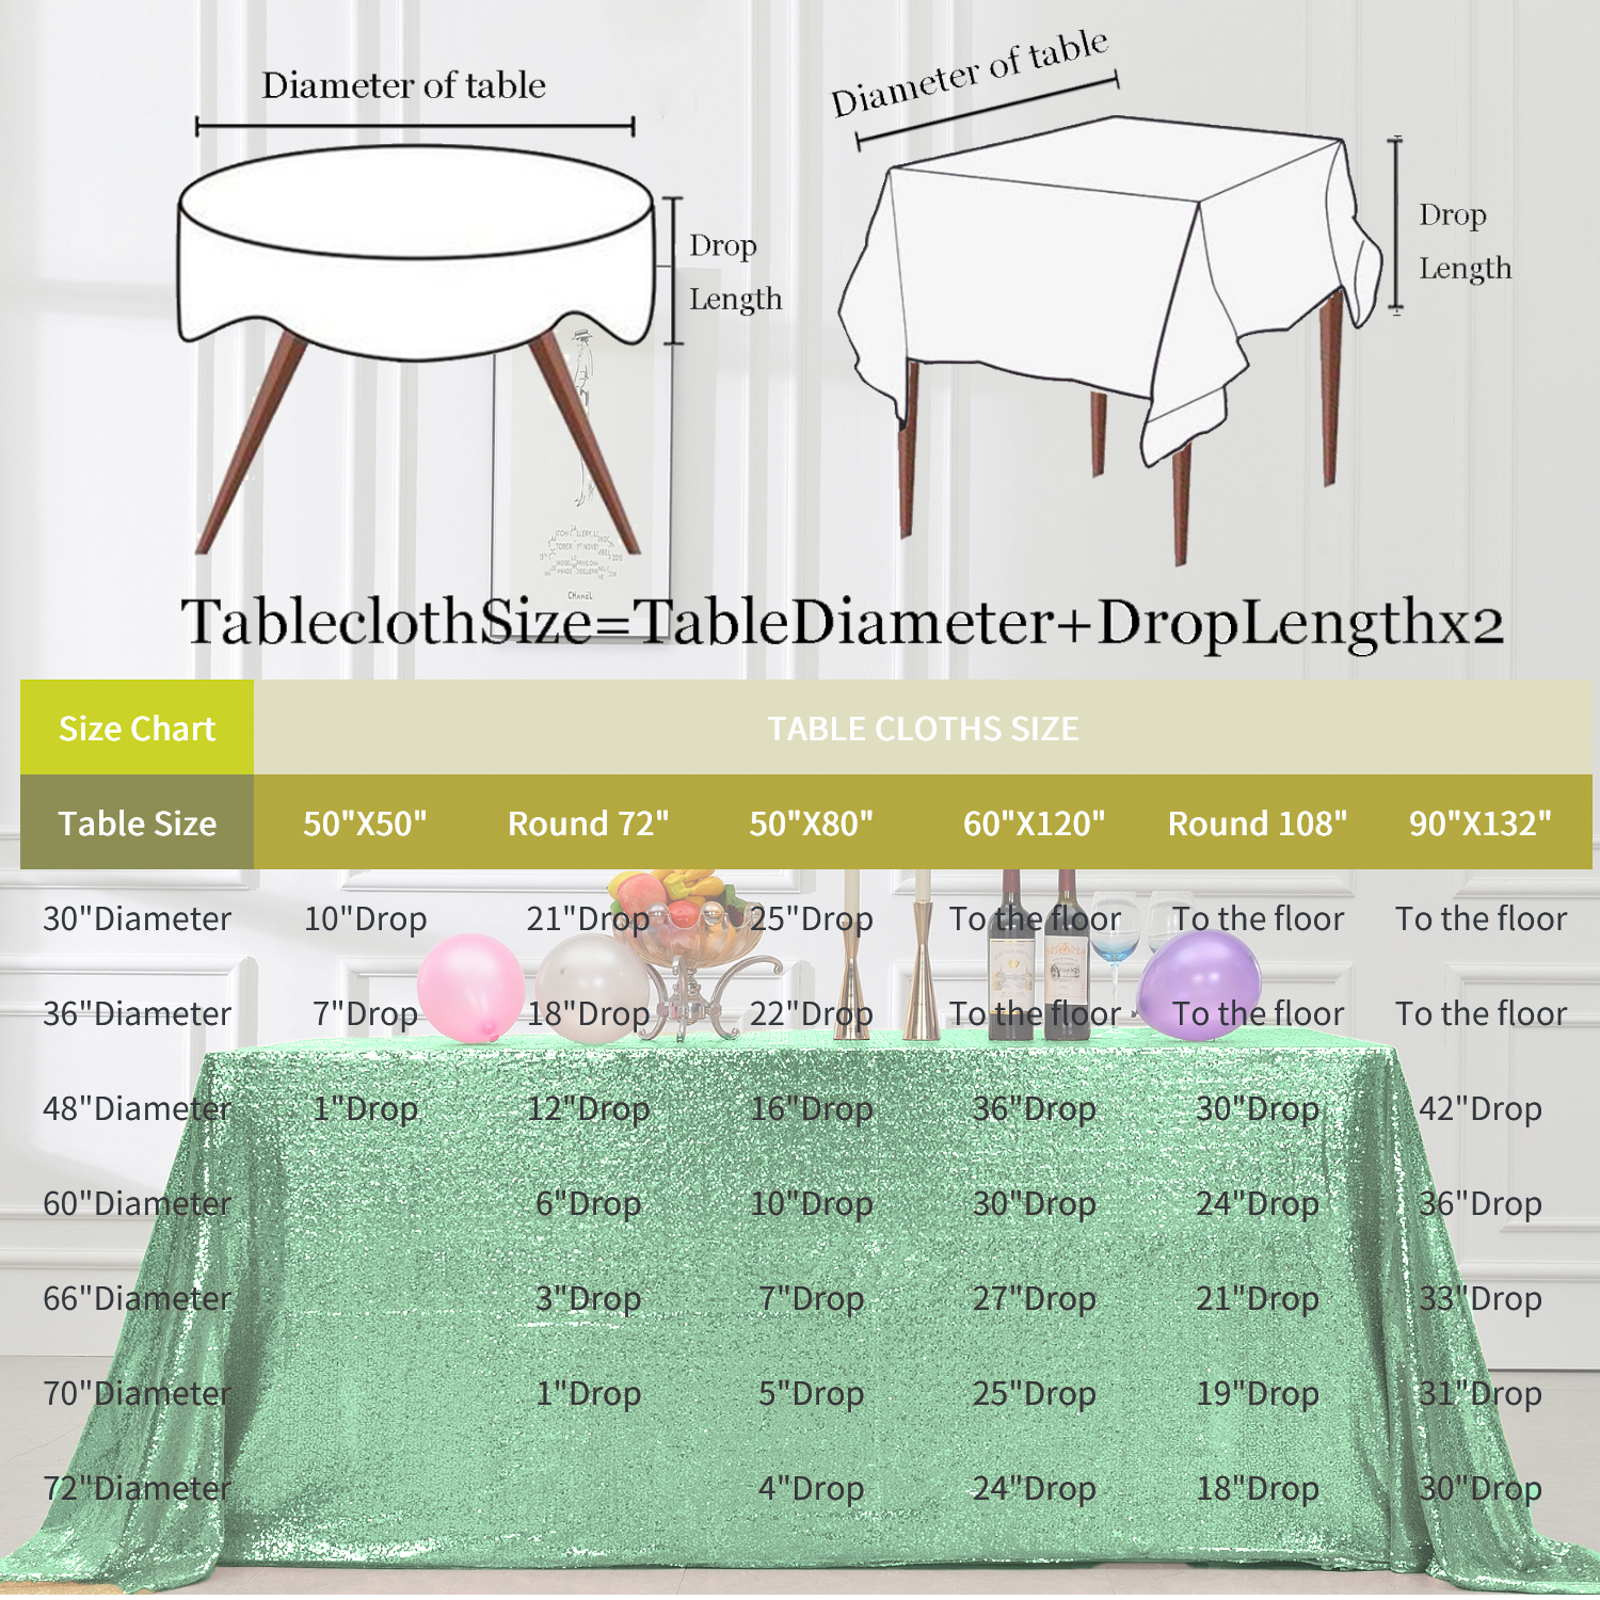 Diameter of table
Diameter of table
Drop
Length
Drop
Length
CHANEL
TableclothSize=TableDiameter+DropLengthx2
Size Chart TABLE CLOTHS SIZE
Table Size 50"X50" Round 72" 50"X80" 60"X120" Round 108" 90"X132"
30"Diameter 10"Drop 21"Drop 25"Drop To the floor To the floor To the floor
36"Diameter 7"Drop 18"Drop 22"Drop To the floor To the floor To the floor
48"Diameter 1"Drop 12"Drop 16"Drop 36"Drop 30"Drop 42"Drop
60"Diameter 6"Drop 10"Drop 30"Drop 24"Drop 36"Drop
66"Diameter 3"Drop 7"Drop 27"Drop 21"Drop 33"Drop
70"Diameter 1"Drop 5"Drop 25"Drop 19"Drop 31"Drop
72"Diameter 4"Drop 24"Drop 18"Drop 30"Drop